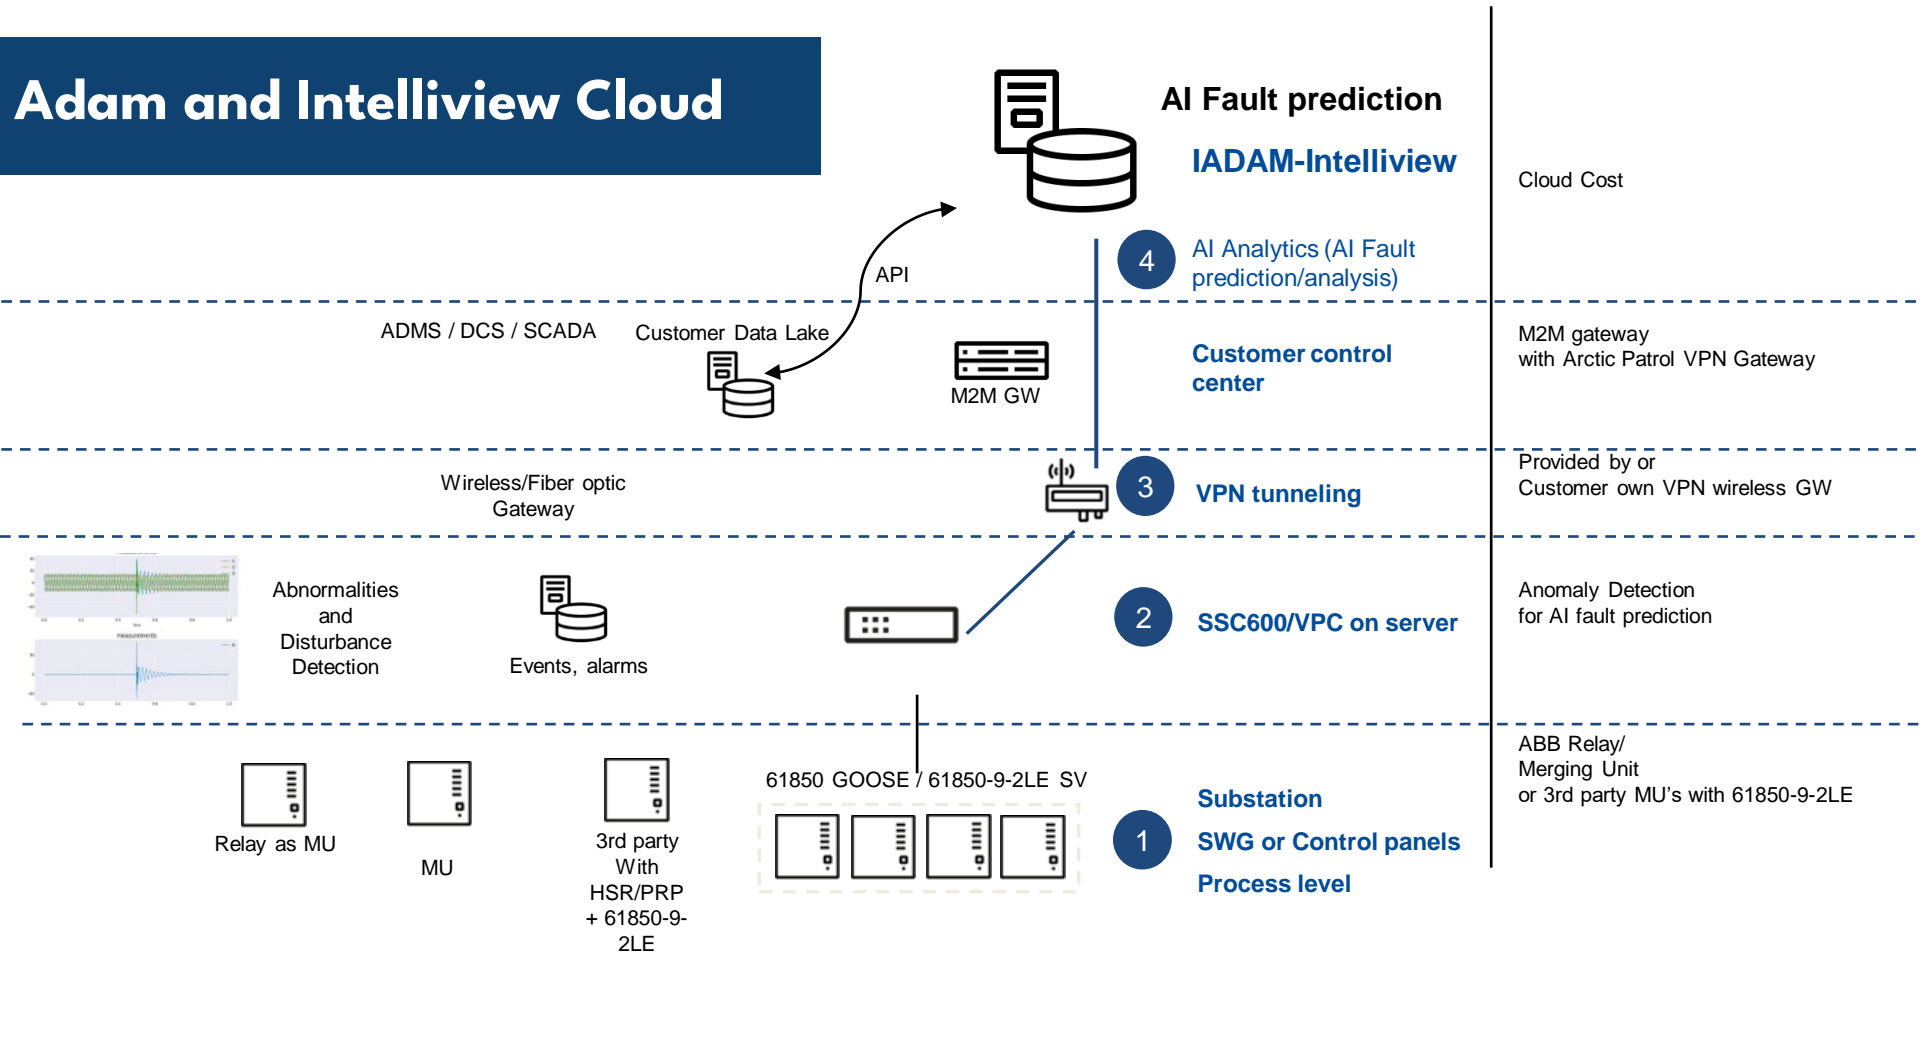 Adam and Intelliview Cloud
AI Fault prediction
IADAM-Intelliview
Cloud Cost
4
AI Analytics (AI Fault
prediction/analysis)
API
ADMS / DCS / SCADA
Customer Data Lake
M2M GW
Customer control
center
M2M gateway
with Arctic Patrol VPN Gateway
Wireless/Fiber optic
Gateway
3
VPN tunneling
Provided by or
Customer own VPN wireless GW
measurements
Abnormalities
and
Disturbance
Detection
Events, alarms
2
SSC600/VPC on server
Anomaly Detection
for AI fault prediction
Relay as MU
MU
3rd party
With
HSR/PRP
+ 61850-9-
2LE
61850 GOOSE / 61850-9-2LE SV
1
Substation
SWG or Control panels
Process level
ABB Relay/
Merging Unit
or 3rd party MU's with 61850-9-2LE